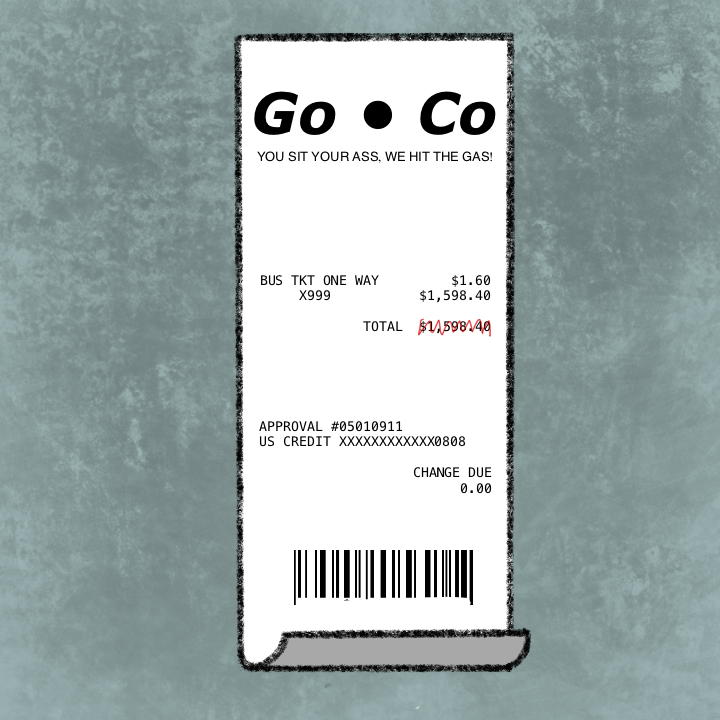 Go • Co
YOU SIT YOUR ASS, WE HIT THE GAS!
BUS TKT ONE WAY $1.60
X999 $1,598.40
TOTAL $1,598.40
APPROVAL #05010911
US CREDIT XXXXXXXXXXXX0808
CHANGE DUE
0.00